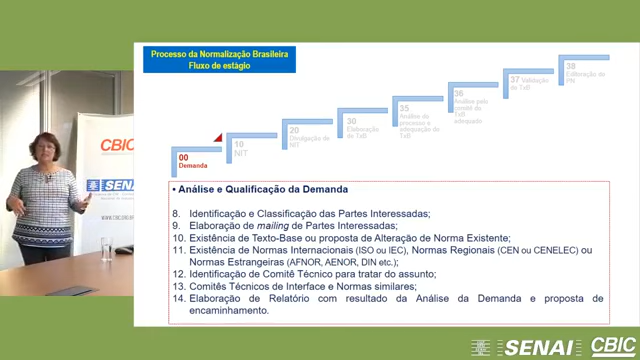 Processo da Normalização Brasileira
Fluxo de estágio
00
Demanda
10
NIT
20
Divulgação de
NIT
30
Elaboração
de TxB
35
Análise do
processo e
adequação do
TxB
36
Análise pelo
comitê do
TxB
adequado
37 Validação
do TxB
38
Editoração do
PN
CBIC
SENAI
• Análise e Qualificação da Demanda
8. Identificação e Classificação das Partes Interessadas;
9. Elaboração de mailing de Partes Interessadas;
10. Existência de Texto-Base ou proposta de Alteração de Norma Existente;
11. Existência de Normas Internacionais (ISO ou IEC), Normas Regionais (CEN ou CENELEC) ou
Normas Estrangeiras (AFNOR, AENOR, DIN etc.);
12. Identificação de Comitê Técnico para tratar do assunto;
13. Comitês Técnicos de Interface e Normas similares;
14. Elaboração de Relatório com resultado da Análise da Demanda e proposta de
encaminhamento.
SENAI CBIC